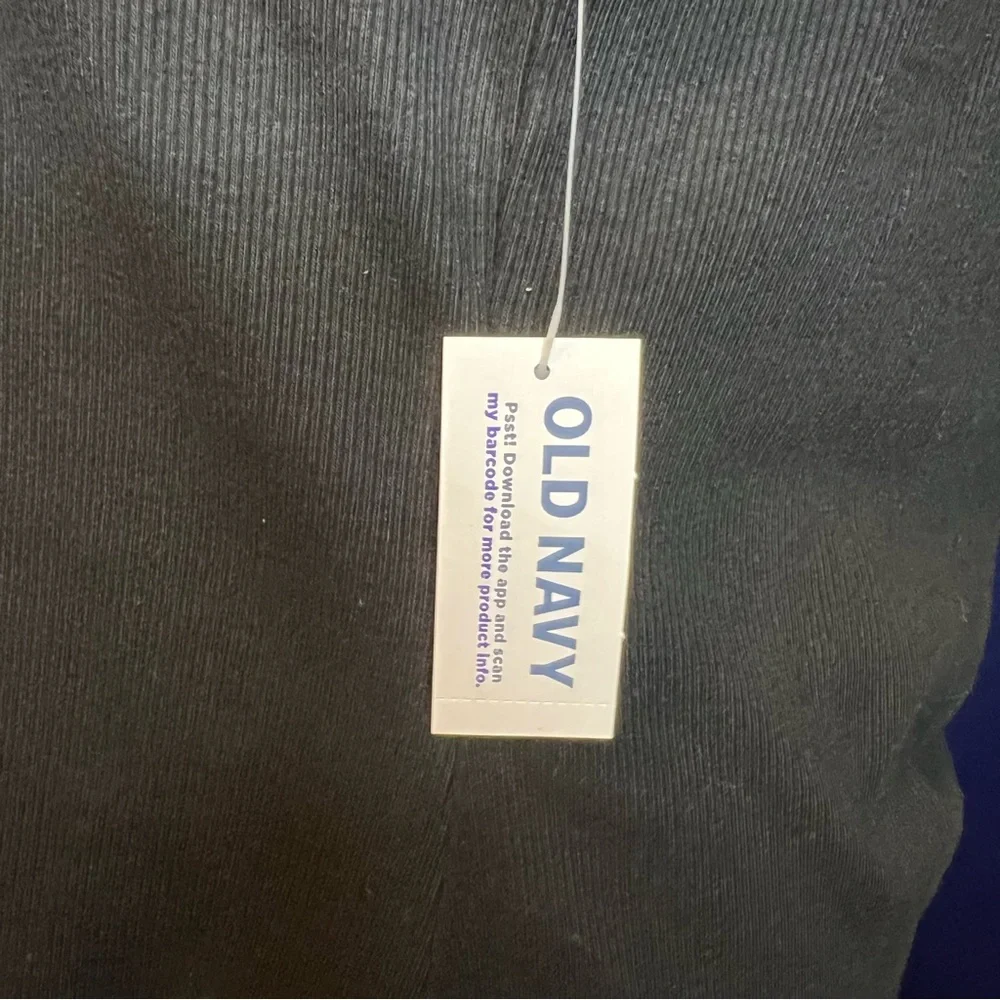 OLD NAVY
Psst! Download the app and scan
my barcode for more product info.